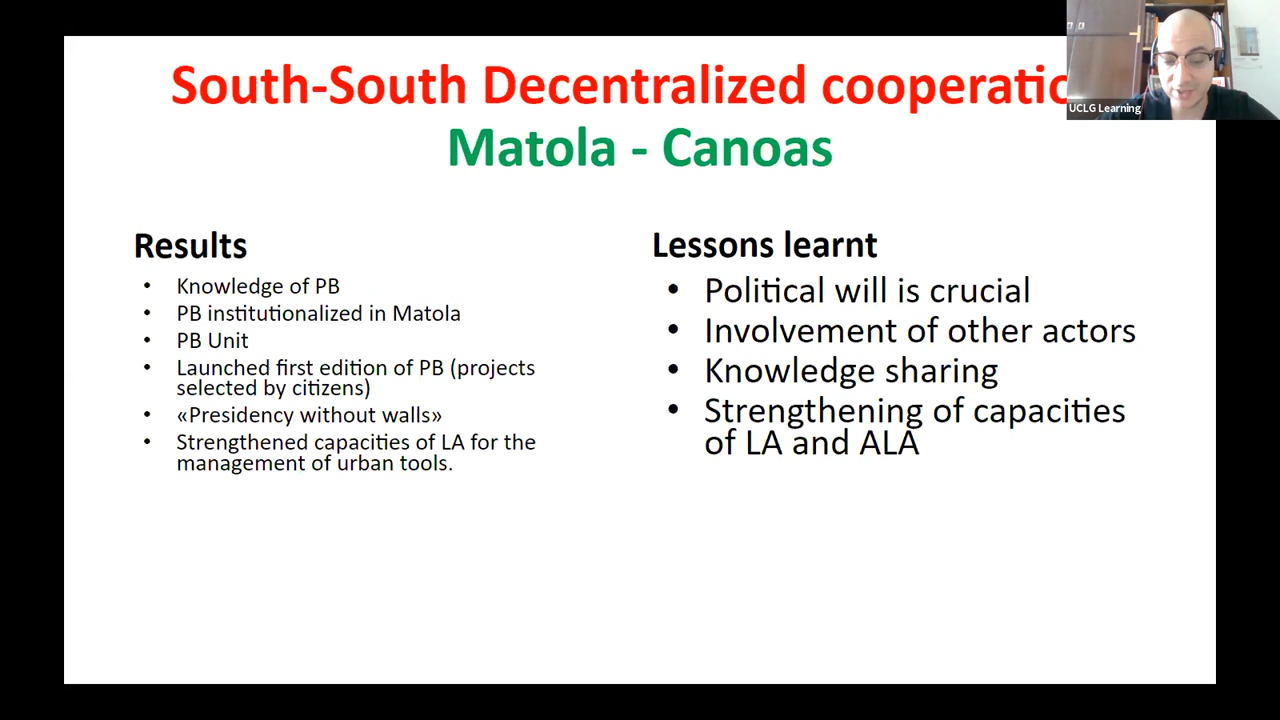 South-South Decentralized cooperatio
Matola - Canoas
UCLG Learning
Results
• Knowledge of PB
• PB institutionalized in Matola
• PB Unit
• Launched first edition of PB (projects
selected by citizens)
• «Presidency without walls»
• Strengthened capacities of LA for the
management of urban tools.
Lessons learnt
• Political will is crucial
• Involvement of other actors
• Knowledge sharing
• Strengthening of capacities
of LA and ALA